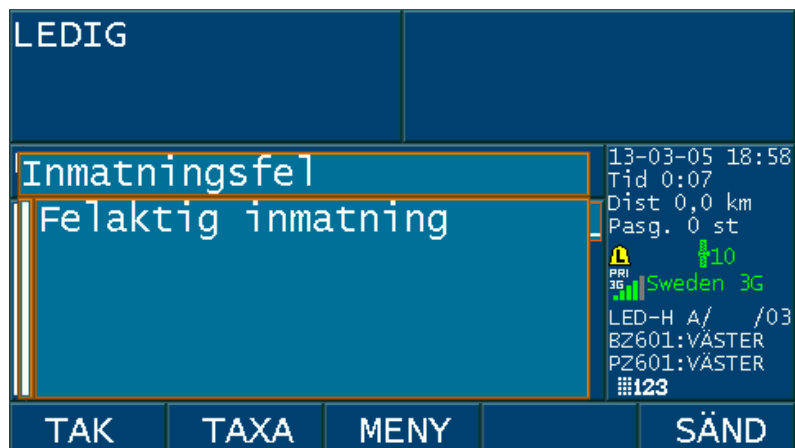 LEDIG
Inmatningsfel
Felaktig inmatning
13-03-05 18:58
Tid 0:07
Dist 0,0 km
Pasg. 0 st
L
10
PRI
3G
Sweden 3G
LED-H A/ /03
BZ601:VÄSTER
PZ601:VÄSTER
123
TAK TAXA MENY SÄND